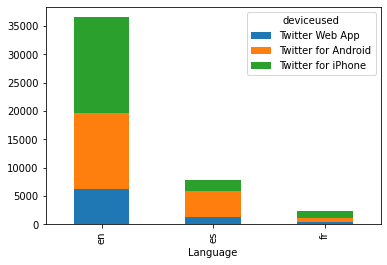 deviceused
Twitter Web App
Twitter for Android
Twitter for iPhone
35000
30000
25000
20000
15000
10000
5000
0
en
es
fr
Language